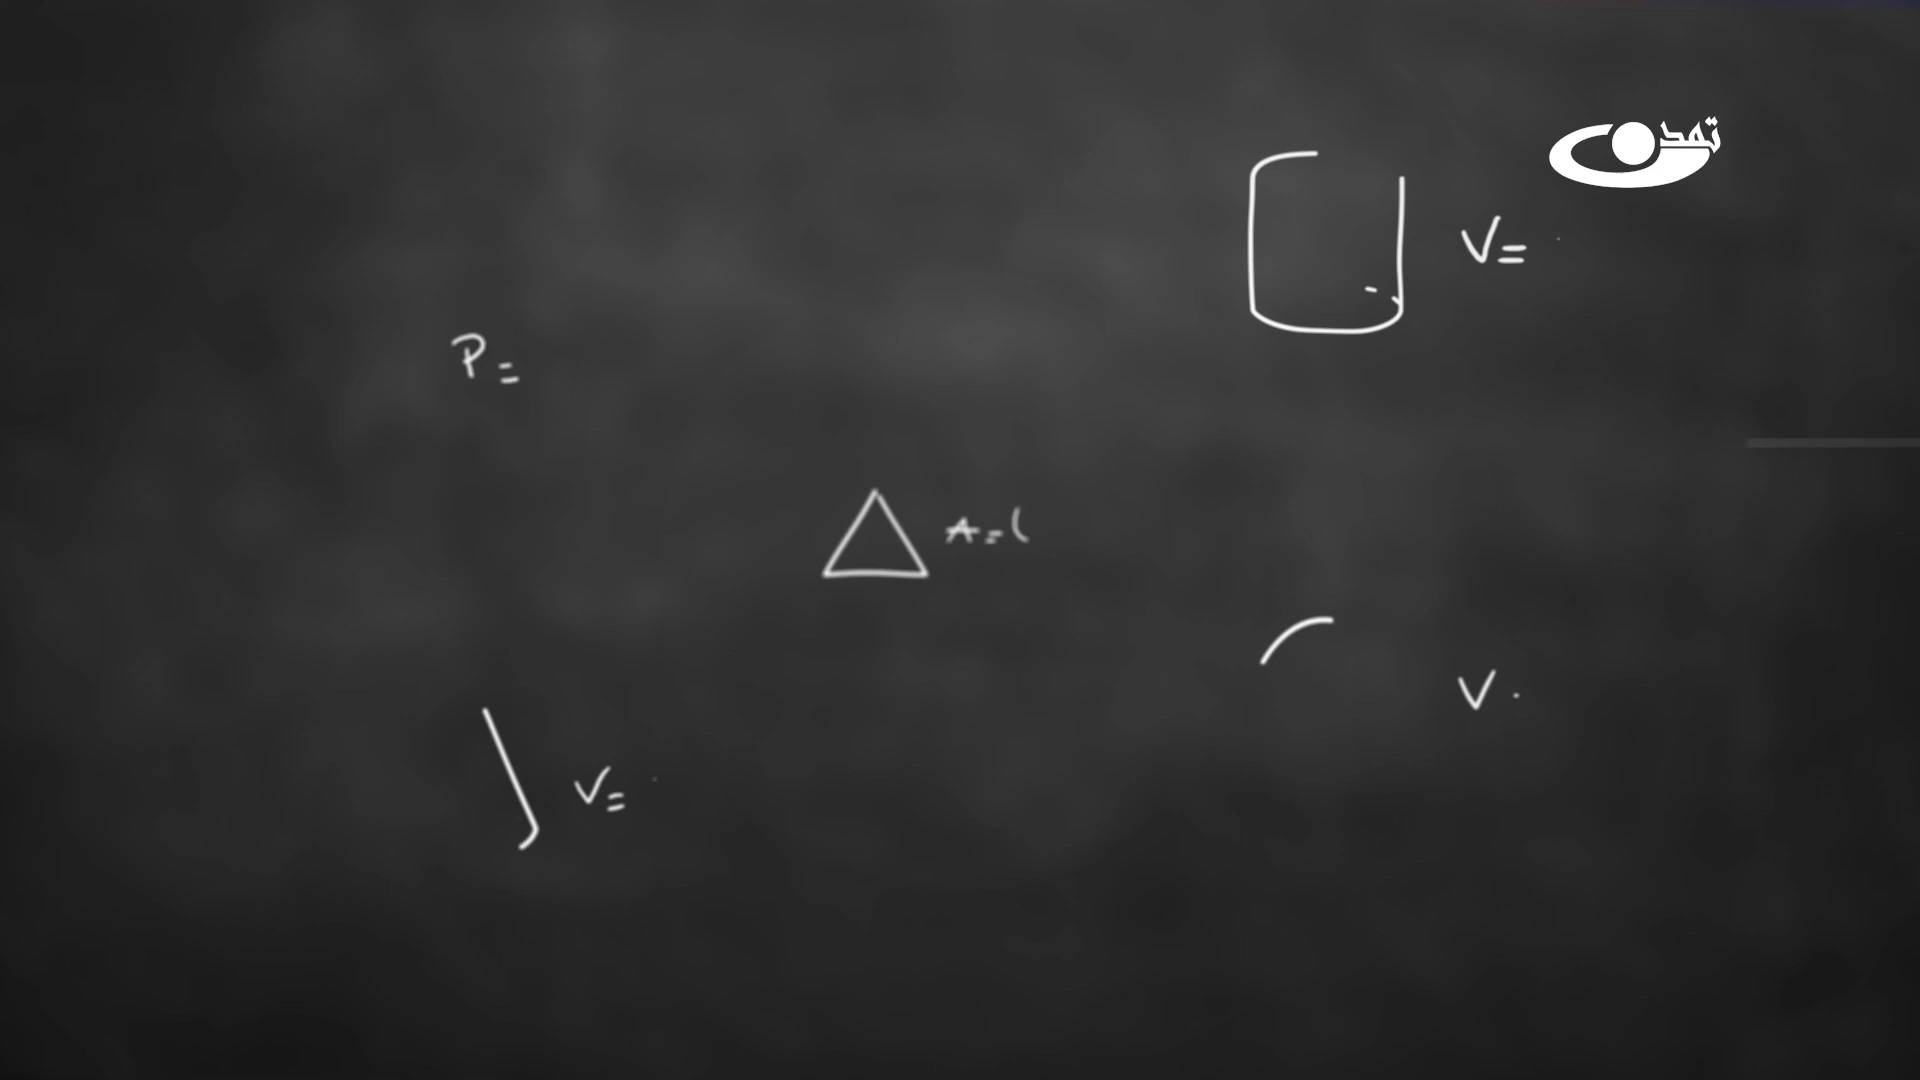 تمدن
V=
P=
A=(
V
V=